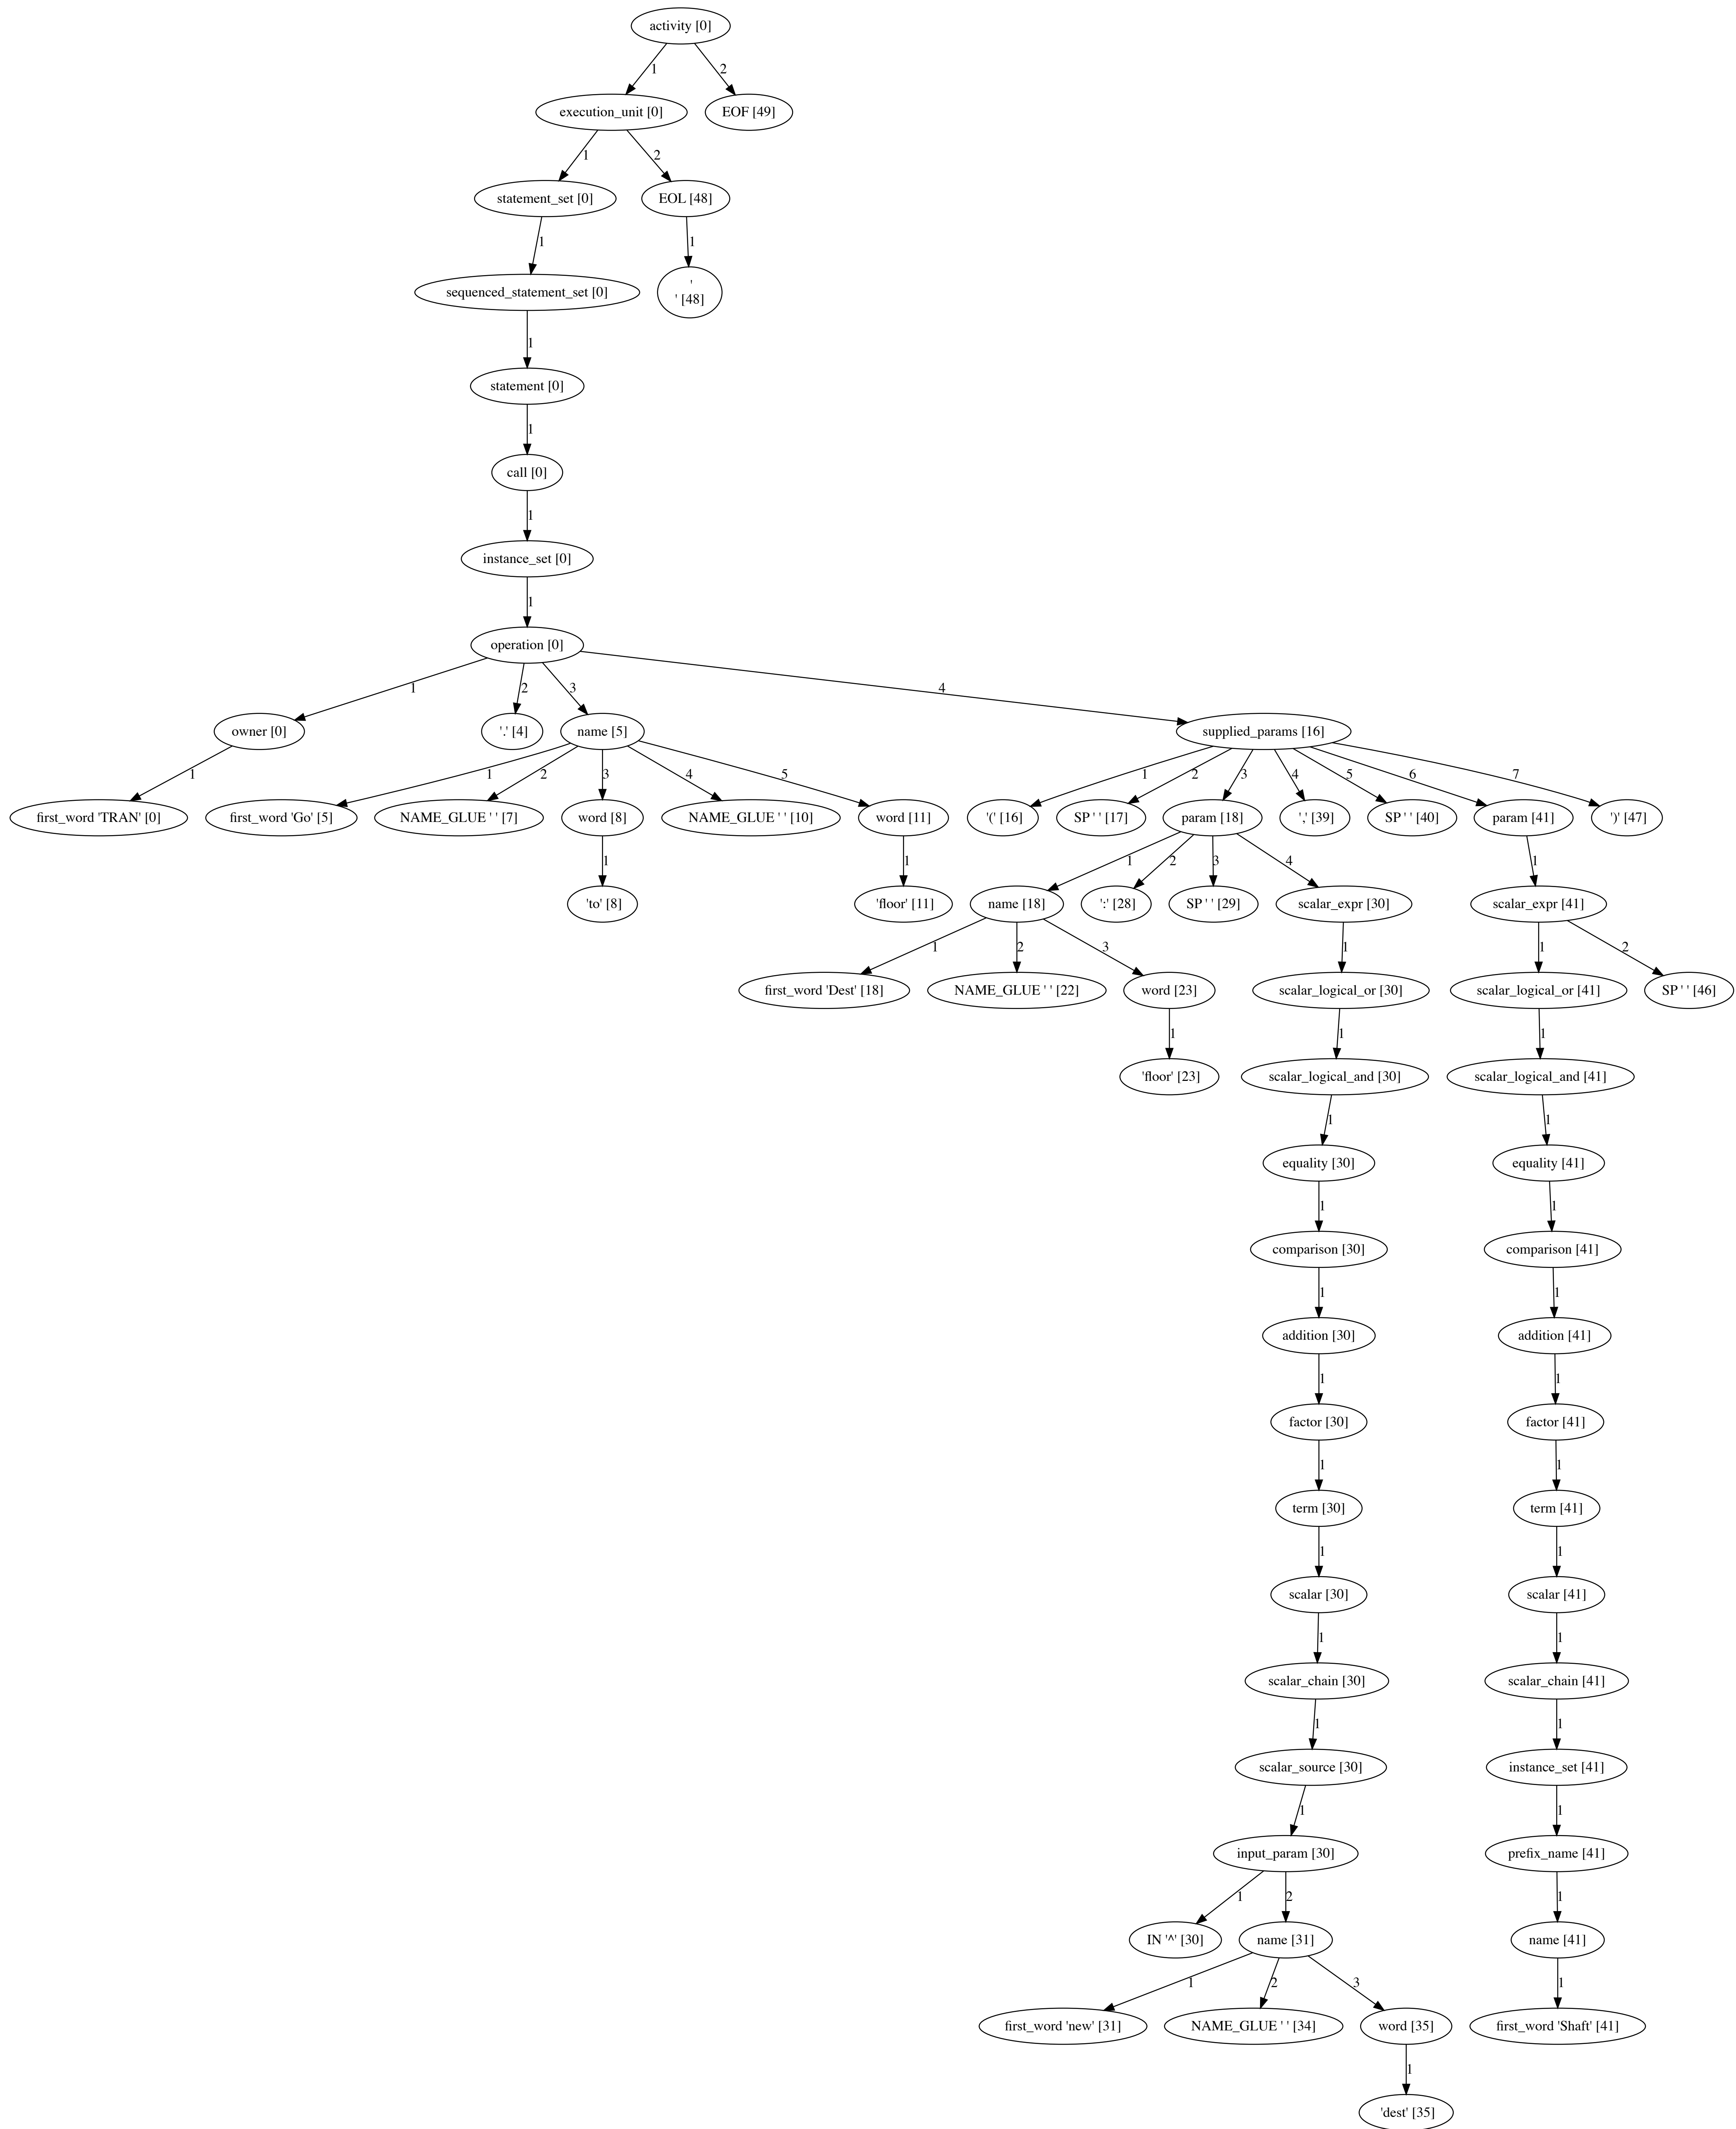 activity [0]
1
2
execution_unit [0]
EOF [49]
1
2
statement_set [0]
EOL [48]
1
1
sequenced_statement_set [0]
'
' [48]
1
statement [0]
1
call [0]
1
instance_set [0]
1
operation [0]
1
2
3
4
owner [0]
'.' [4]
name [5]
supplied_params [16]
1
1
2
3
4
5
1
2
3
4
5
6
7
first_word 'TRAN' [0]
first_word 'Go' [5]
NAME_GLUE ' ' [7]
word [8]
NAME_GLUE ' ' [10]
word [11]
'(' [16]
SP ' ' [17]
param [18]
',' [39]
SP ' ' [40]
param [41]
')' [47]
1
1
1
2
3
4
1
'to' [8]
'floor' [11]
name [18]
':' [28]
SP ' ' [29]
scalar_expr [30]
scalar_expr [41]
1
2
3
1
1
2
first_word 'Dest' [18]
NAME_GLUE ' ' [22]
word [23]
scalar_logical_or [30]
scalar_logical_or [41]
SP ' ' [46]
1
1
1
'floor' [23]
scalar_logical_and [30]
scalar_logical_and [41]
1
1
equality [30]
equality [41]
1
1
comparison [30]
comparison [41]
1
1
addition [30]
addition [41]
1
1
factor [30]
factor [41]
1
1
term [30]
term [41]
1
1
scalar [30]
scalar [41]
1
1
scalar_chain [30]
scalar_chain [41]
1
1
scalar_source [30]
instance_set [41]
1
1
input_param [30]
prefix_name [41]
1
2
1
IN '^' [30]
name [31]
name [41]
1
2
3
1
first_word 'new' [31]
NAME_GLUE ' ' [34]
word [35]
first_word 'Shaft' [41]
1
'dest' [35]